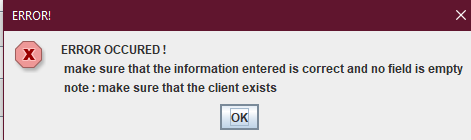 ERROR!
ERROR OCCURED !
make sure that the information entered is correct and no field is empty
note : make sure that the client exists
OK